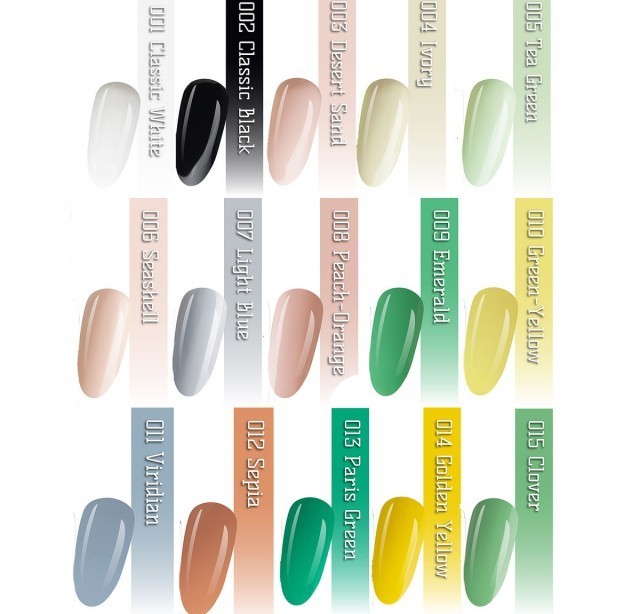 001 Classic White
002 Classic Black
003 Desert Sand
004 Ivory
005 Tea Green
006 Seashell
007 Light Blue
008 Peach-Orange
009 Emerald
010 Green-Yellow
011 Viridian
012 Sepia
013 Paris Green
014 Golden Yellow
015 Clover